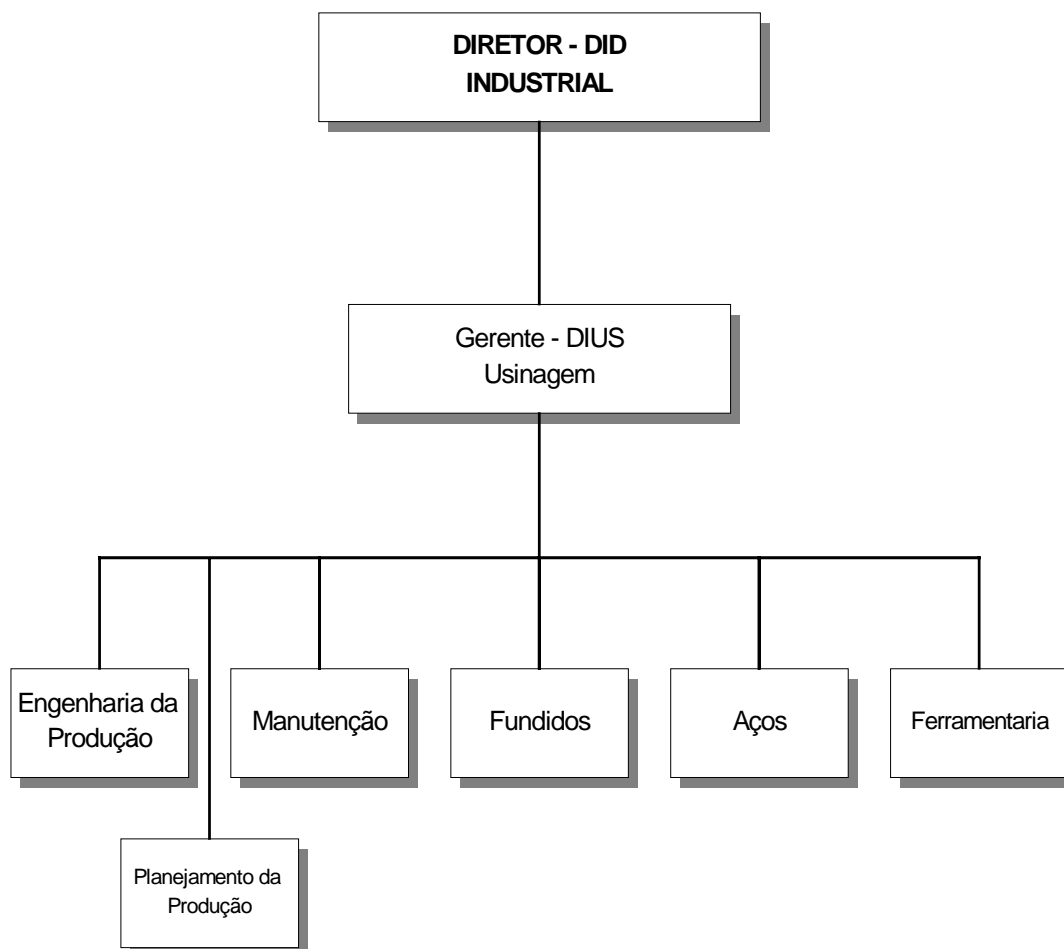 DIRETOR - DID
INDUSTRIAL
Gerente - DIUS
Usinagem
Engenharia da
Produção
Manutenção
Fundidos
Aços
Ferramentaria
Planejamento da
Produção